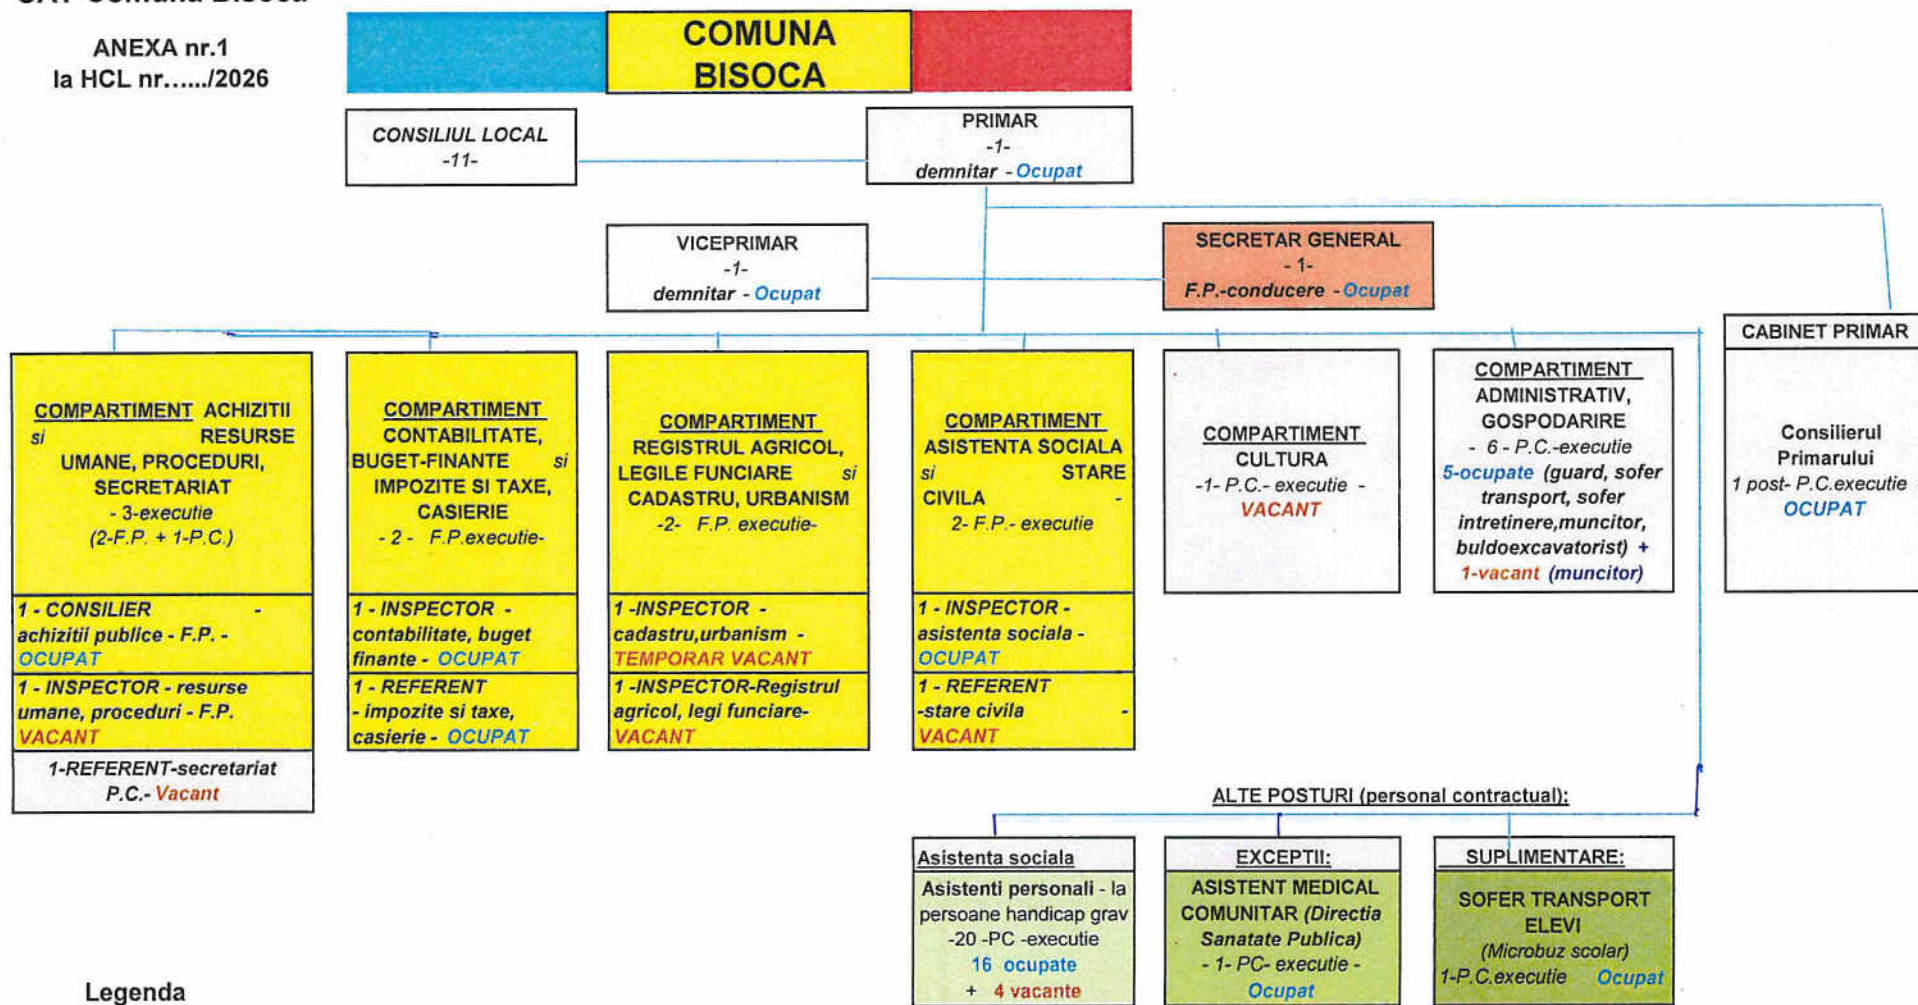 UAT Comuna Bisoca
ANEXA nr.1
la HCL nr....../2026
COMUNA
BISOCA
CONSILIUL LOCAL
-11-
PRIMAR
-1-
demnitar - Ocupat
VICEPRIMAR
-1-
demnitar - Ocupat
SECRETAR GENERAL
- 1-
F.P.-conducere - Ocupat
COMPARTIMENT ACHIZITII
si RESURSE
UMANE, PROCEDURI,
SECRETARIAT
- 3-executie
(2-F.P. + 1-P.C.)
1 - CONSILIER -
achizitii publice - F.P. -
OCUPAT
1 - INSPECTOR - resurse
umane, proceduri - F.P.
VACANT
1-REFERENT-secretariat
P.C.- Vacant
COMPARTIMENT
CONTABILITATE,
BUGET-FINANTE si
IMPOZITE SI TAXE,
CASIERIE
- 2 - F.P.executie-
1 - INSPECTOR -
contabilitate, buget
finante - OCUPAT
1 - REFERENT
- impozite si taxe,
casierie - OCUPAT
COMPARTIMENT
REGISTRUL AGRICOL,
LEGILE FUNCIARE si
CADASTRU, URBANISM
-2- F.P. executie-
1 -INSPECTOR -
cadastru,urbanism -
TEMPORAR VACANT
1 -INSPECTOR-Registrul
agricol, legi funciare-
VACANT
COMPARTIMENT
ASISTENTA SOCIALA
si STARE
CIVILA -
2- F.P.- executie
1 - INSPECTOR -
asistenta sociala -
OCUPAT
1 - REFERENT
-stare civila -
VACANT
COMPARTIMENT
CULTURA
-1- P.C.- executie -
VACANT
COMPARTIMENT
ADMINISTRATIV,
GOSPODARIRE
- 6 - P.C.-executie
5-ocupate (guard, sofer
transport, sofer
intretinere,muncitor,
buldoexcavatorist) +
1-vacant (muncitor)
CABINET PRIMAR
Consilierul
Primarului
1 post- P.C.executie
OCUPAT
ALTE POSTURI (personal contractual):
Asistenta sociala
Asistenti personali - la
persoane handicap grav
-20 -PC -executie
16 ocupate
+ 4 vacante
EXCEPTII:
ASISTENT MEDICAL
COMUNITAR (Directia
Sanatate Publica)
- 1- PC- executie -
Ocupat
SUPLIMENTARE:
SOFER TRANSPORT
ELEVI
(Microbuz scolar)
1-P.C.executie Ocupat
Legenda